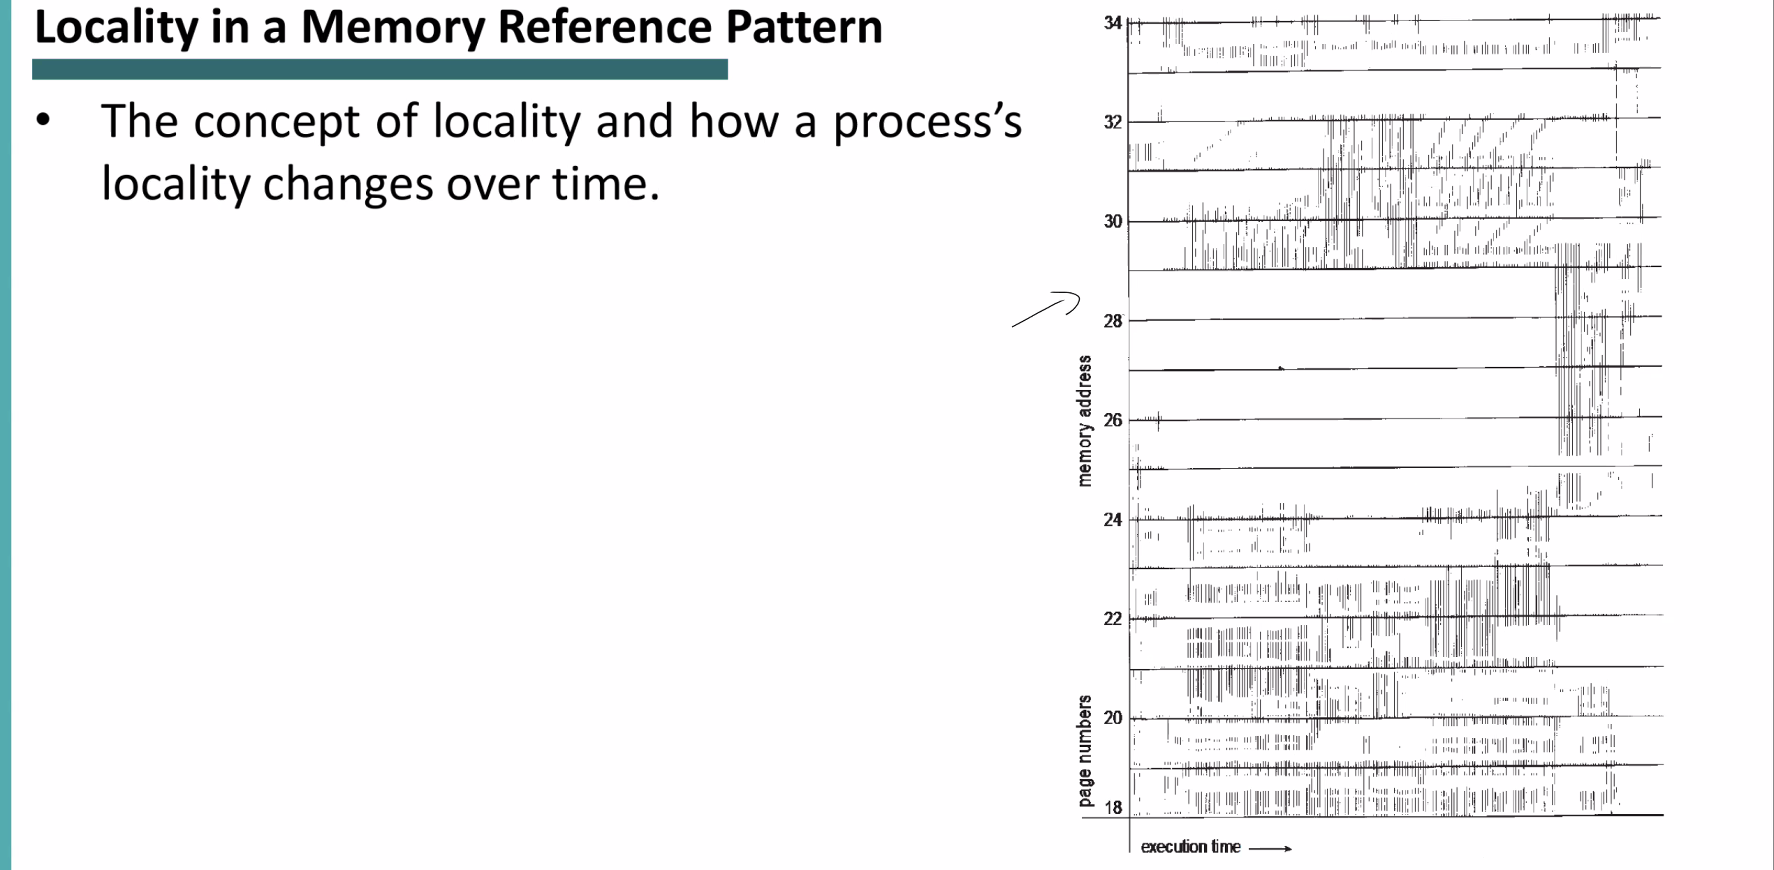 Locality in a Memory Reference Pattern
• The concept of locality and how a process’s
locality changes over time.
34
32
30
28
26
24
22
20
18
memory address
page numbers
execution time